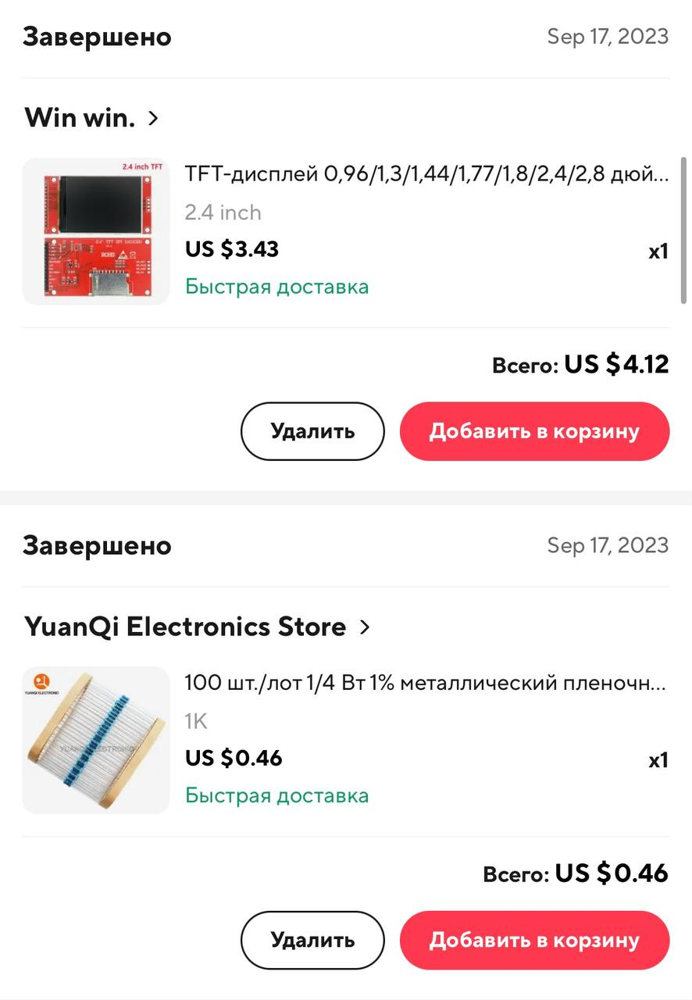 Завершено
Sep 17, 2023
Win win.
2.4 inch TFT
ROHS
TFT-дисплей 0,96/1,3/1,44/1,77/1,8/2,4/2,8 дюй...
2.4 inch
US $3.43
x1
Быстрая доставка
Всего: US $4.12
Удалить
Добавить в корзину
Завершено
Sep 17, 2023
YuanQi Electronics Store
YUANQI ELECTRONIC
100 шт./лот 1/4 Вт 1% металлический пленочн...
1K
US $0.46
x1
Быстрая доставка
Всего: US $0.46
Удалить
Добавить в корзину